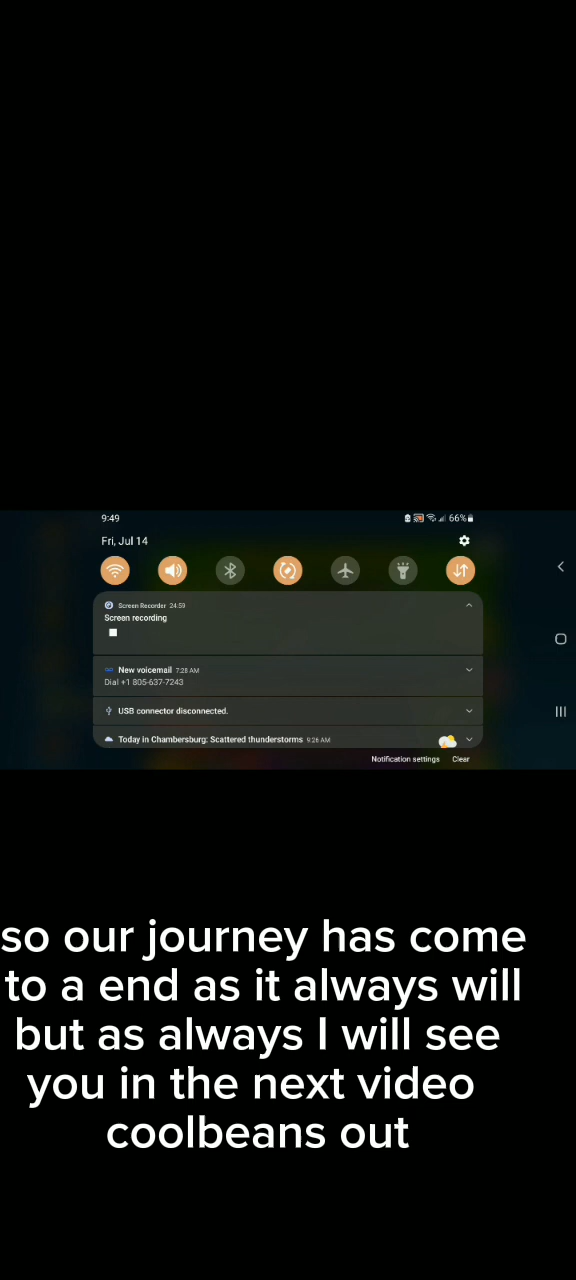 9:49 66%
Fri, Jul 14
Screen Recorder 24:59
Screen recording
New voicemail 7:28 AM
Dial +1 805-637-7243
USB connector disconnected.
Today in Chambersburg: Scattered thunderstorms 9:26 AM
Notification settings Clear
so our journey has come
to a end as it always will
but as always I will see
you in the next video
coolbeans out